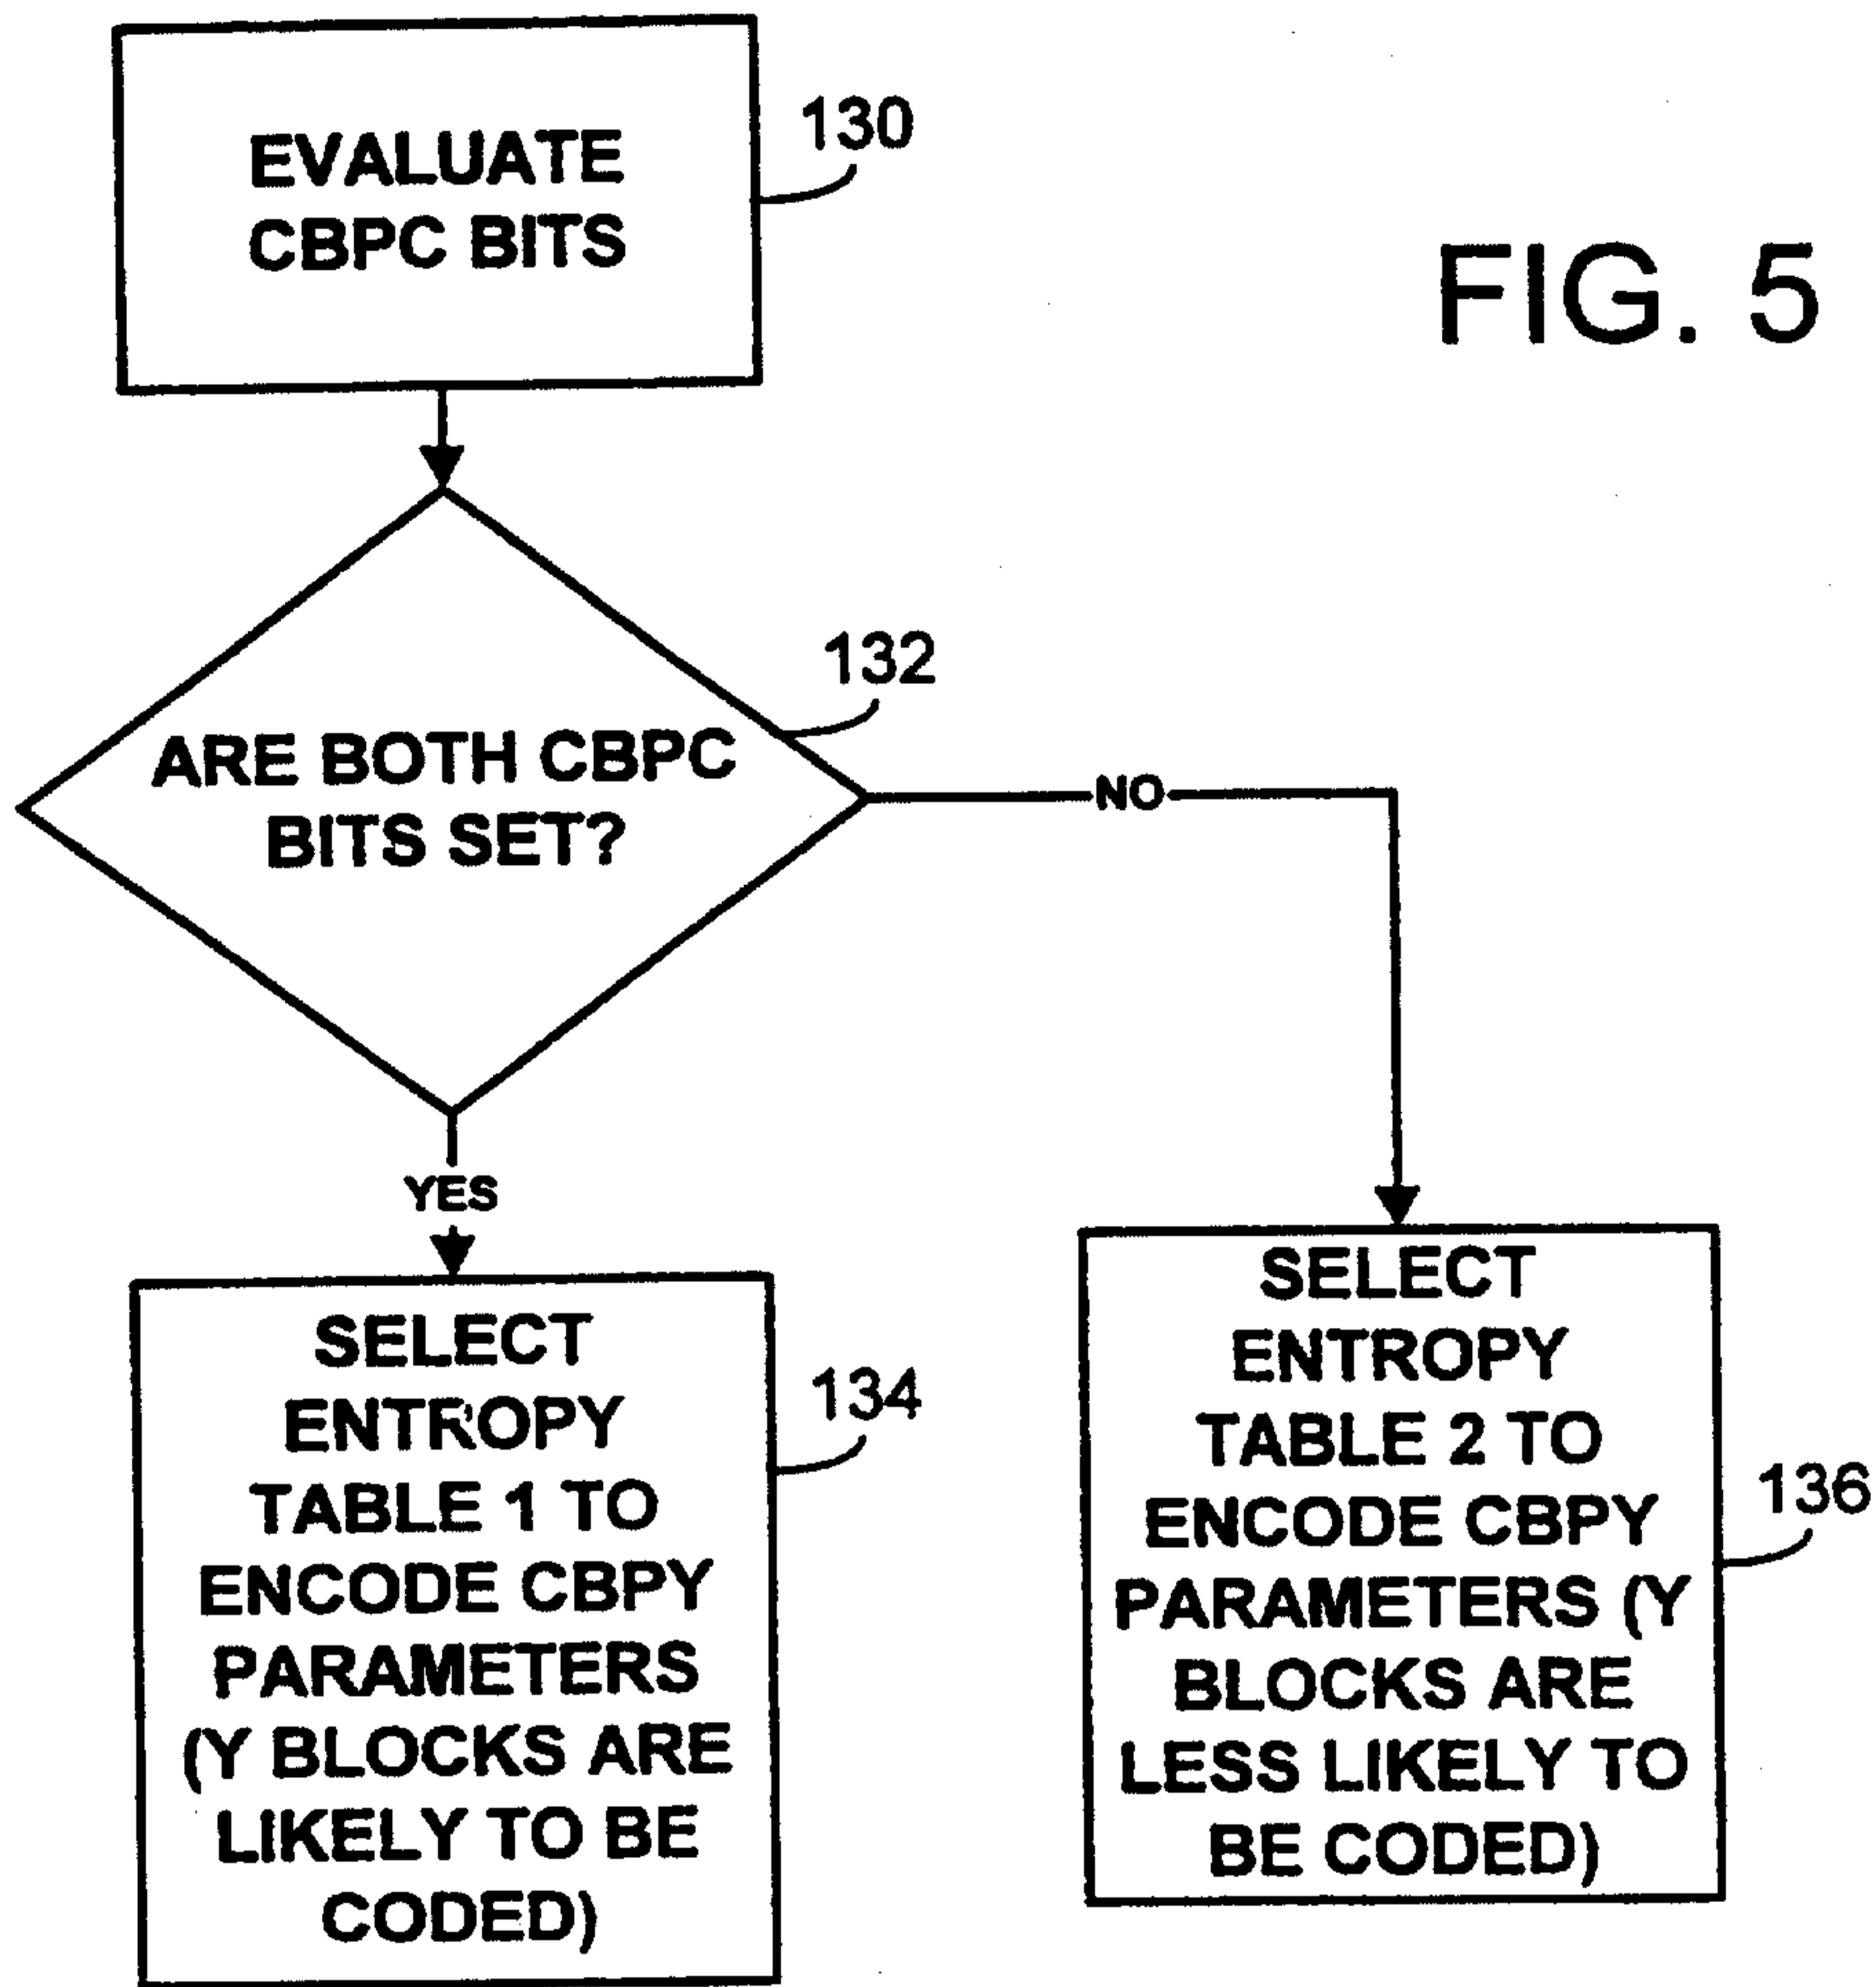 EVALUATE
CBPC BITS
130
FIG. 5
132
ARE BOTH CBPC
BITS SET?
NO
YES
SELECT
ENTROPY
TABLE 1 TO
ENCODE CBPY
PARAMETERS
(Y BLOCKS ARE
LIKELY TO BE
CODED)
134
SELECT
ENTROPY
TABLE 2 TO
ENCODE CBPY
PARAMETERS (Y
BLOCKS ARE
LESS LIKELY TO
BE CODED)
136